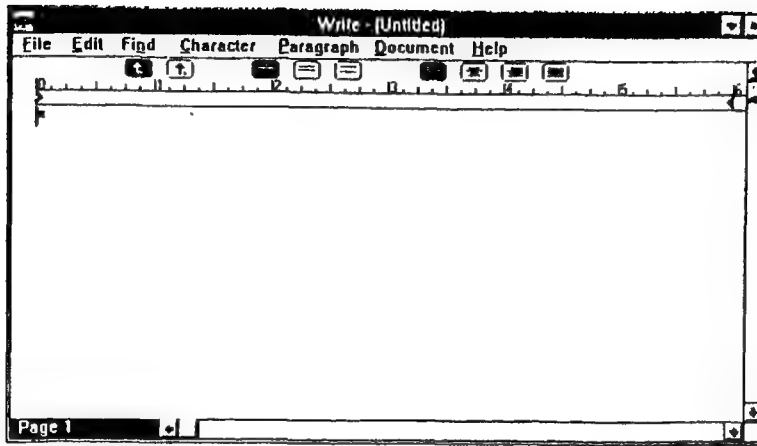 Write - (Untitled)
File Edit Find Character Paragraph Document Help
0 1 2 3 4 5 6
Page 1